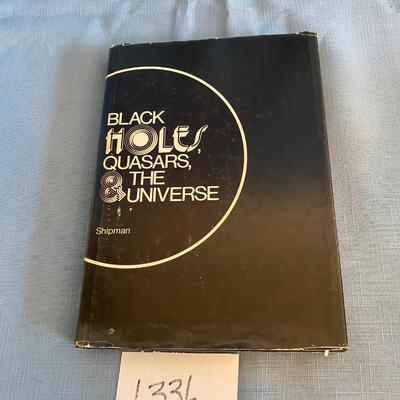 BLACK
HOLES,
QUASARS,
& THE
UNIVERSE
Shipman
1336